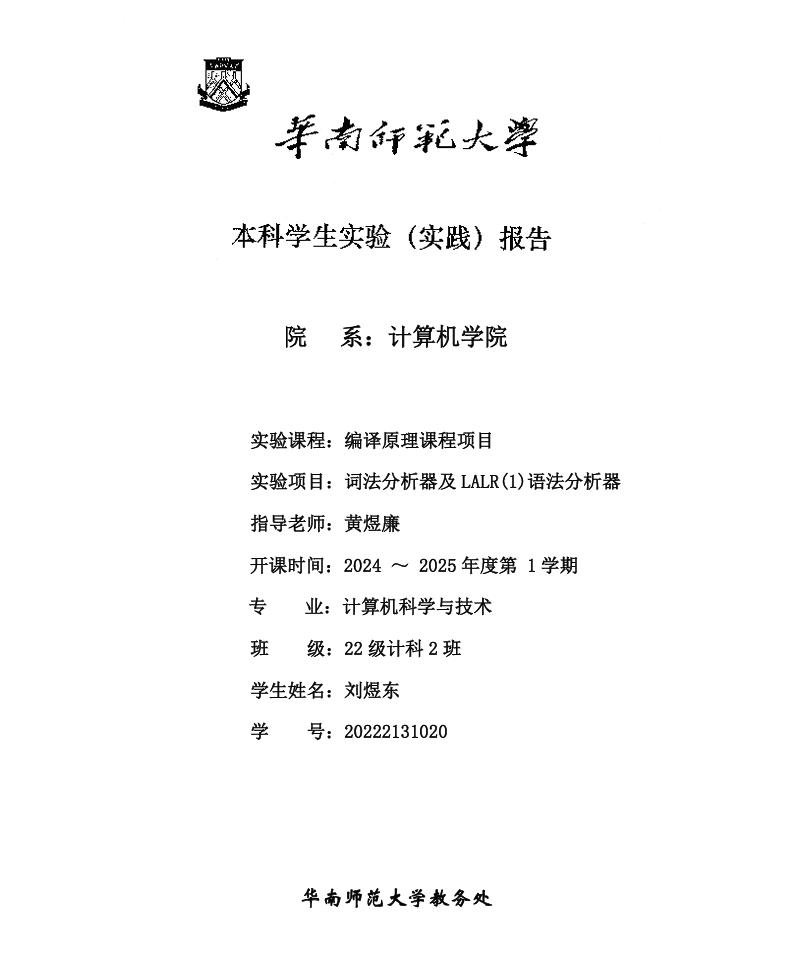 華南师範大學
本科学生实验（实践）报告
院 系：计算机学院
实验课程：编译原理课程项目
实验项目：词法分析器及LALR(1)语法分析器
指导老师：黄煜廉
开课时间：2024 ～ 2025 年度第 1 学期
专 业：计算机科学与技术
班 级：22 级计科 2 班
学生姓名：刘煜东
学 号：20222131020
华南师范大学教务处